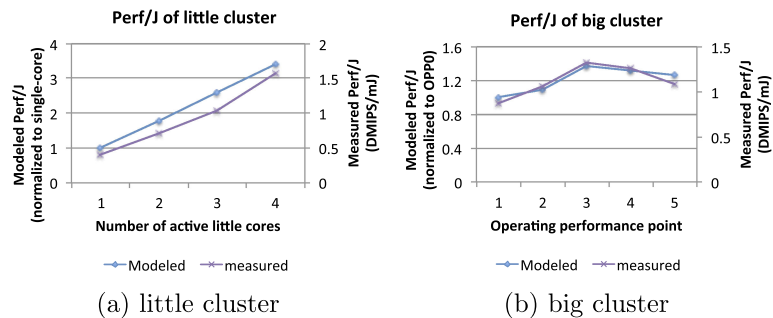 Perf/J of little cluster
Modeled Perf/J
(normalized to single-core)
4
3
2
1
0
2
1.5
1
0.5
0
Measured Perf/J
(DMIPS/mJ)
1 2 3 4
Number of active little cores
Modeled measured
(a) little cluster
Perf/J of big cluster
Modeled Perf/J
(normalized to OPP0)
1.6
1.2
0.8
0.4
0
1.5
1
0.5
0
Measured Perf/J
(DMIPS/mJ)
1 2 3 4 5
Operating performance point
Modeled measured
(b) big cluster